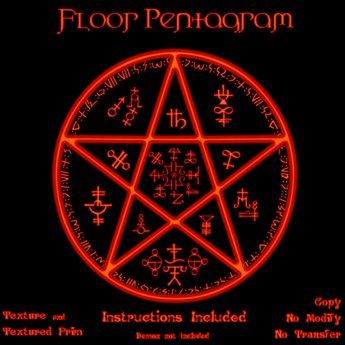 Floor Pentagram
Copy
Texture and
Instructions Included
No Modify
Textured Prim
Demon not included
No Transfer